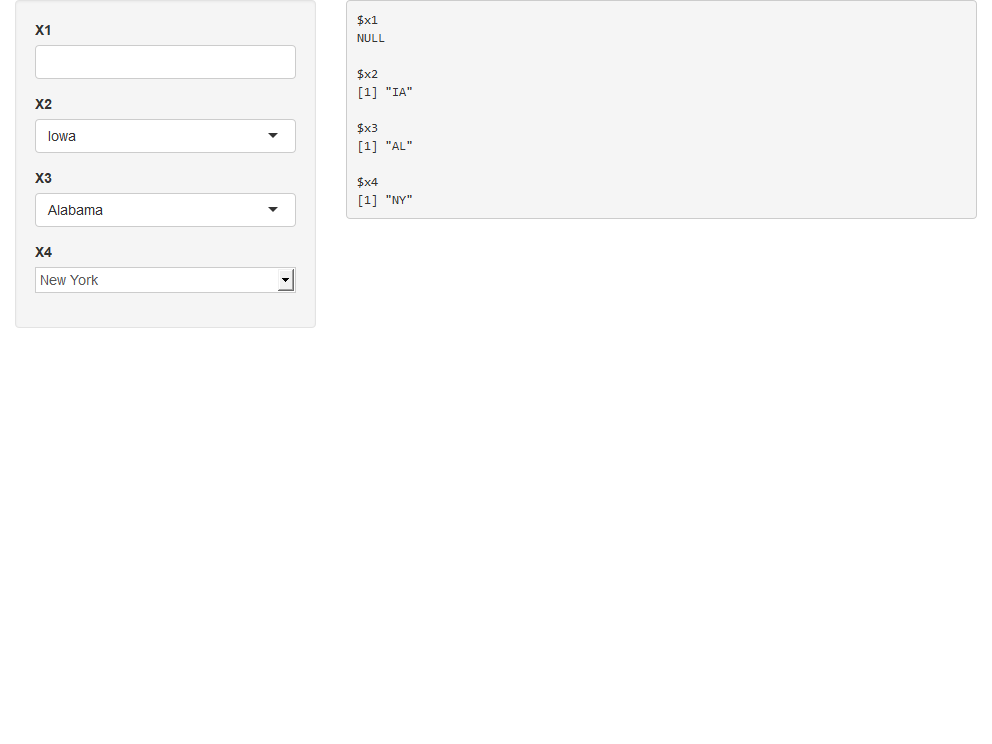 X1
X2
Iowa
X3
Alabama
X4
New York
$x1
NULL
$x2
[1] "IA"
$x3
[1] "AL"
$x4
[1] "NY"